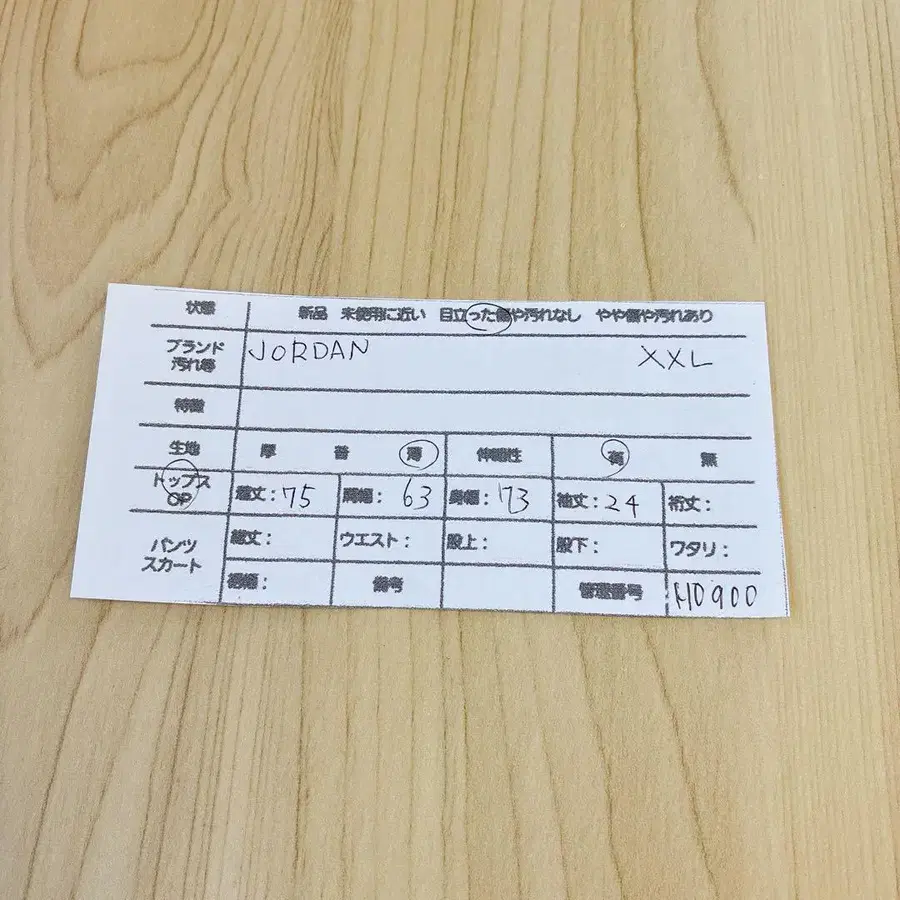 状態 新品 未使用に近い 目立った傷や汚れなし やや傷や汚れあり
ブランド JORDAN XXL
汚れ等
特徴
生地 厚 普 薄 伸縮性 有 無
トップス 着丈：75 肩幅：63 身幅：73 袖丈：24 裄丈：
OP
パンツ 総丈： ウエスト： 股上： 股下： ワタリ：
スカート
裾幅： 備考 管理番号 H0900